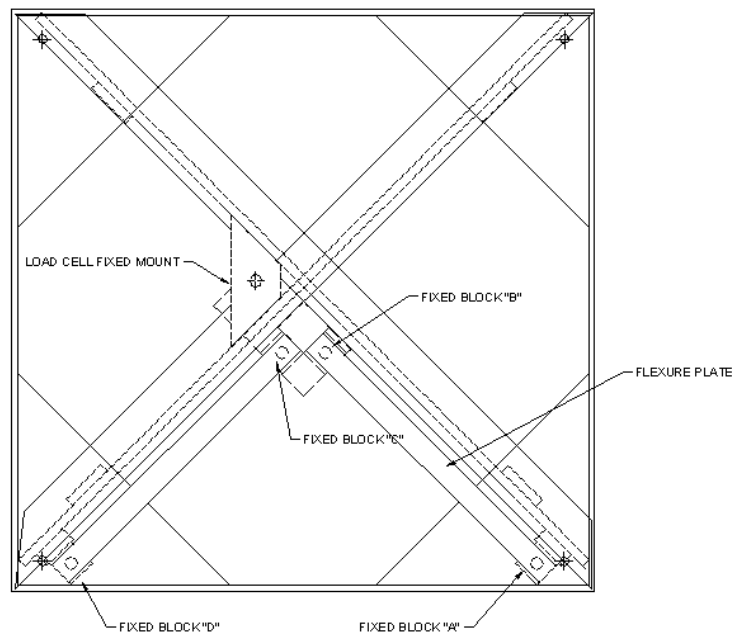 LOAD CELL FIXED MOUNT
FIXED BLOCK"B"
FLEXURE PLATE
FIXED BLOCK"C"
FIXED BLOCK"D"
FIXED BLOCK"A"